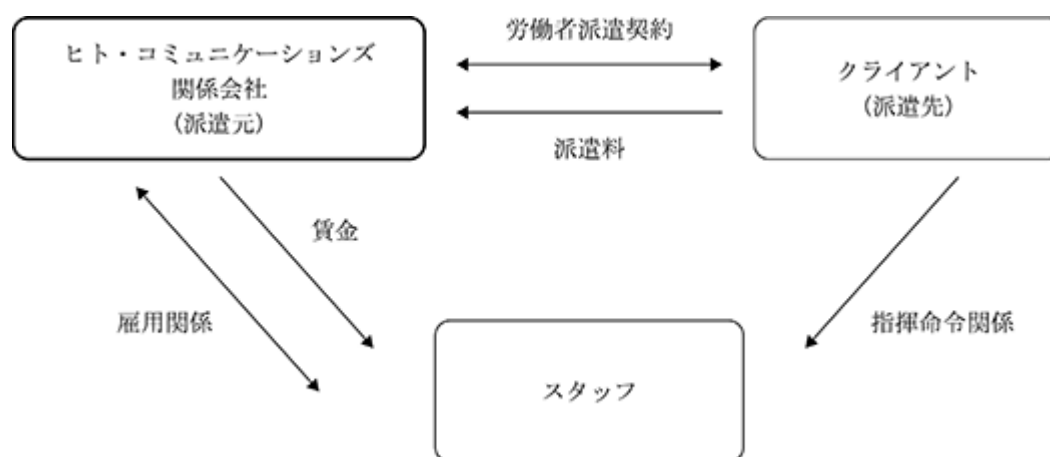 ヒト・コミュニケーションズ
関係会社
(派遣元)
労働者派遣契約
派遣料
クライアント
(派遣先)
賃金
雇用関係
指揮命令関係
スタッフ